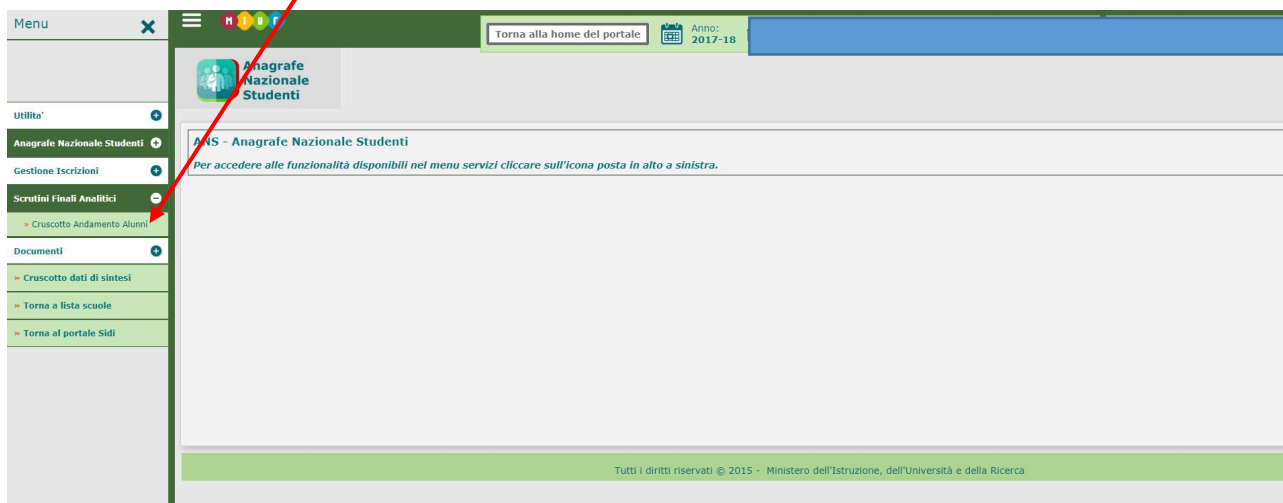 Menu
MIUR
Torna alla home del portale
Anno:
2017-18
Anagrafe
Nazionale
Studenti
Utilita'
Anagrafe Nazionale Studenti
Gestione Iscrizioni
Scrutini Finali Analitici
» Cruscotto Andamento Alunni
Documenti
» Cruscotto dati di sintesi
» Torna a lista scuole
» Torna al portale Sidi
ANS - Anagrafe Nazionale Studenti
Per accedere alle funzionalità disponibili nel menu servizi cliccare sull'icona posta in alto a sinistra.
Tutti i diritti riservati © 2015 - Ministero dell'Istruzione, dell'Università e della Ricerca